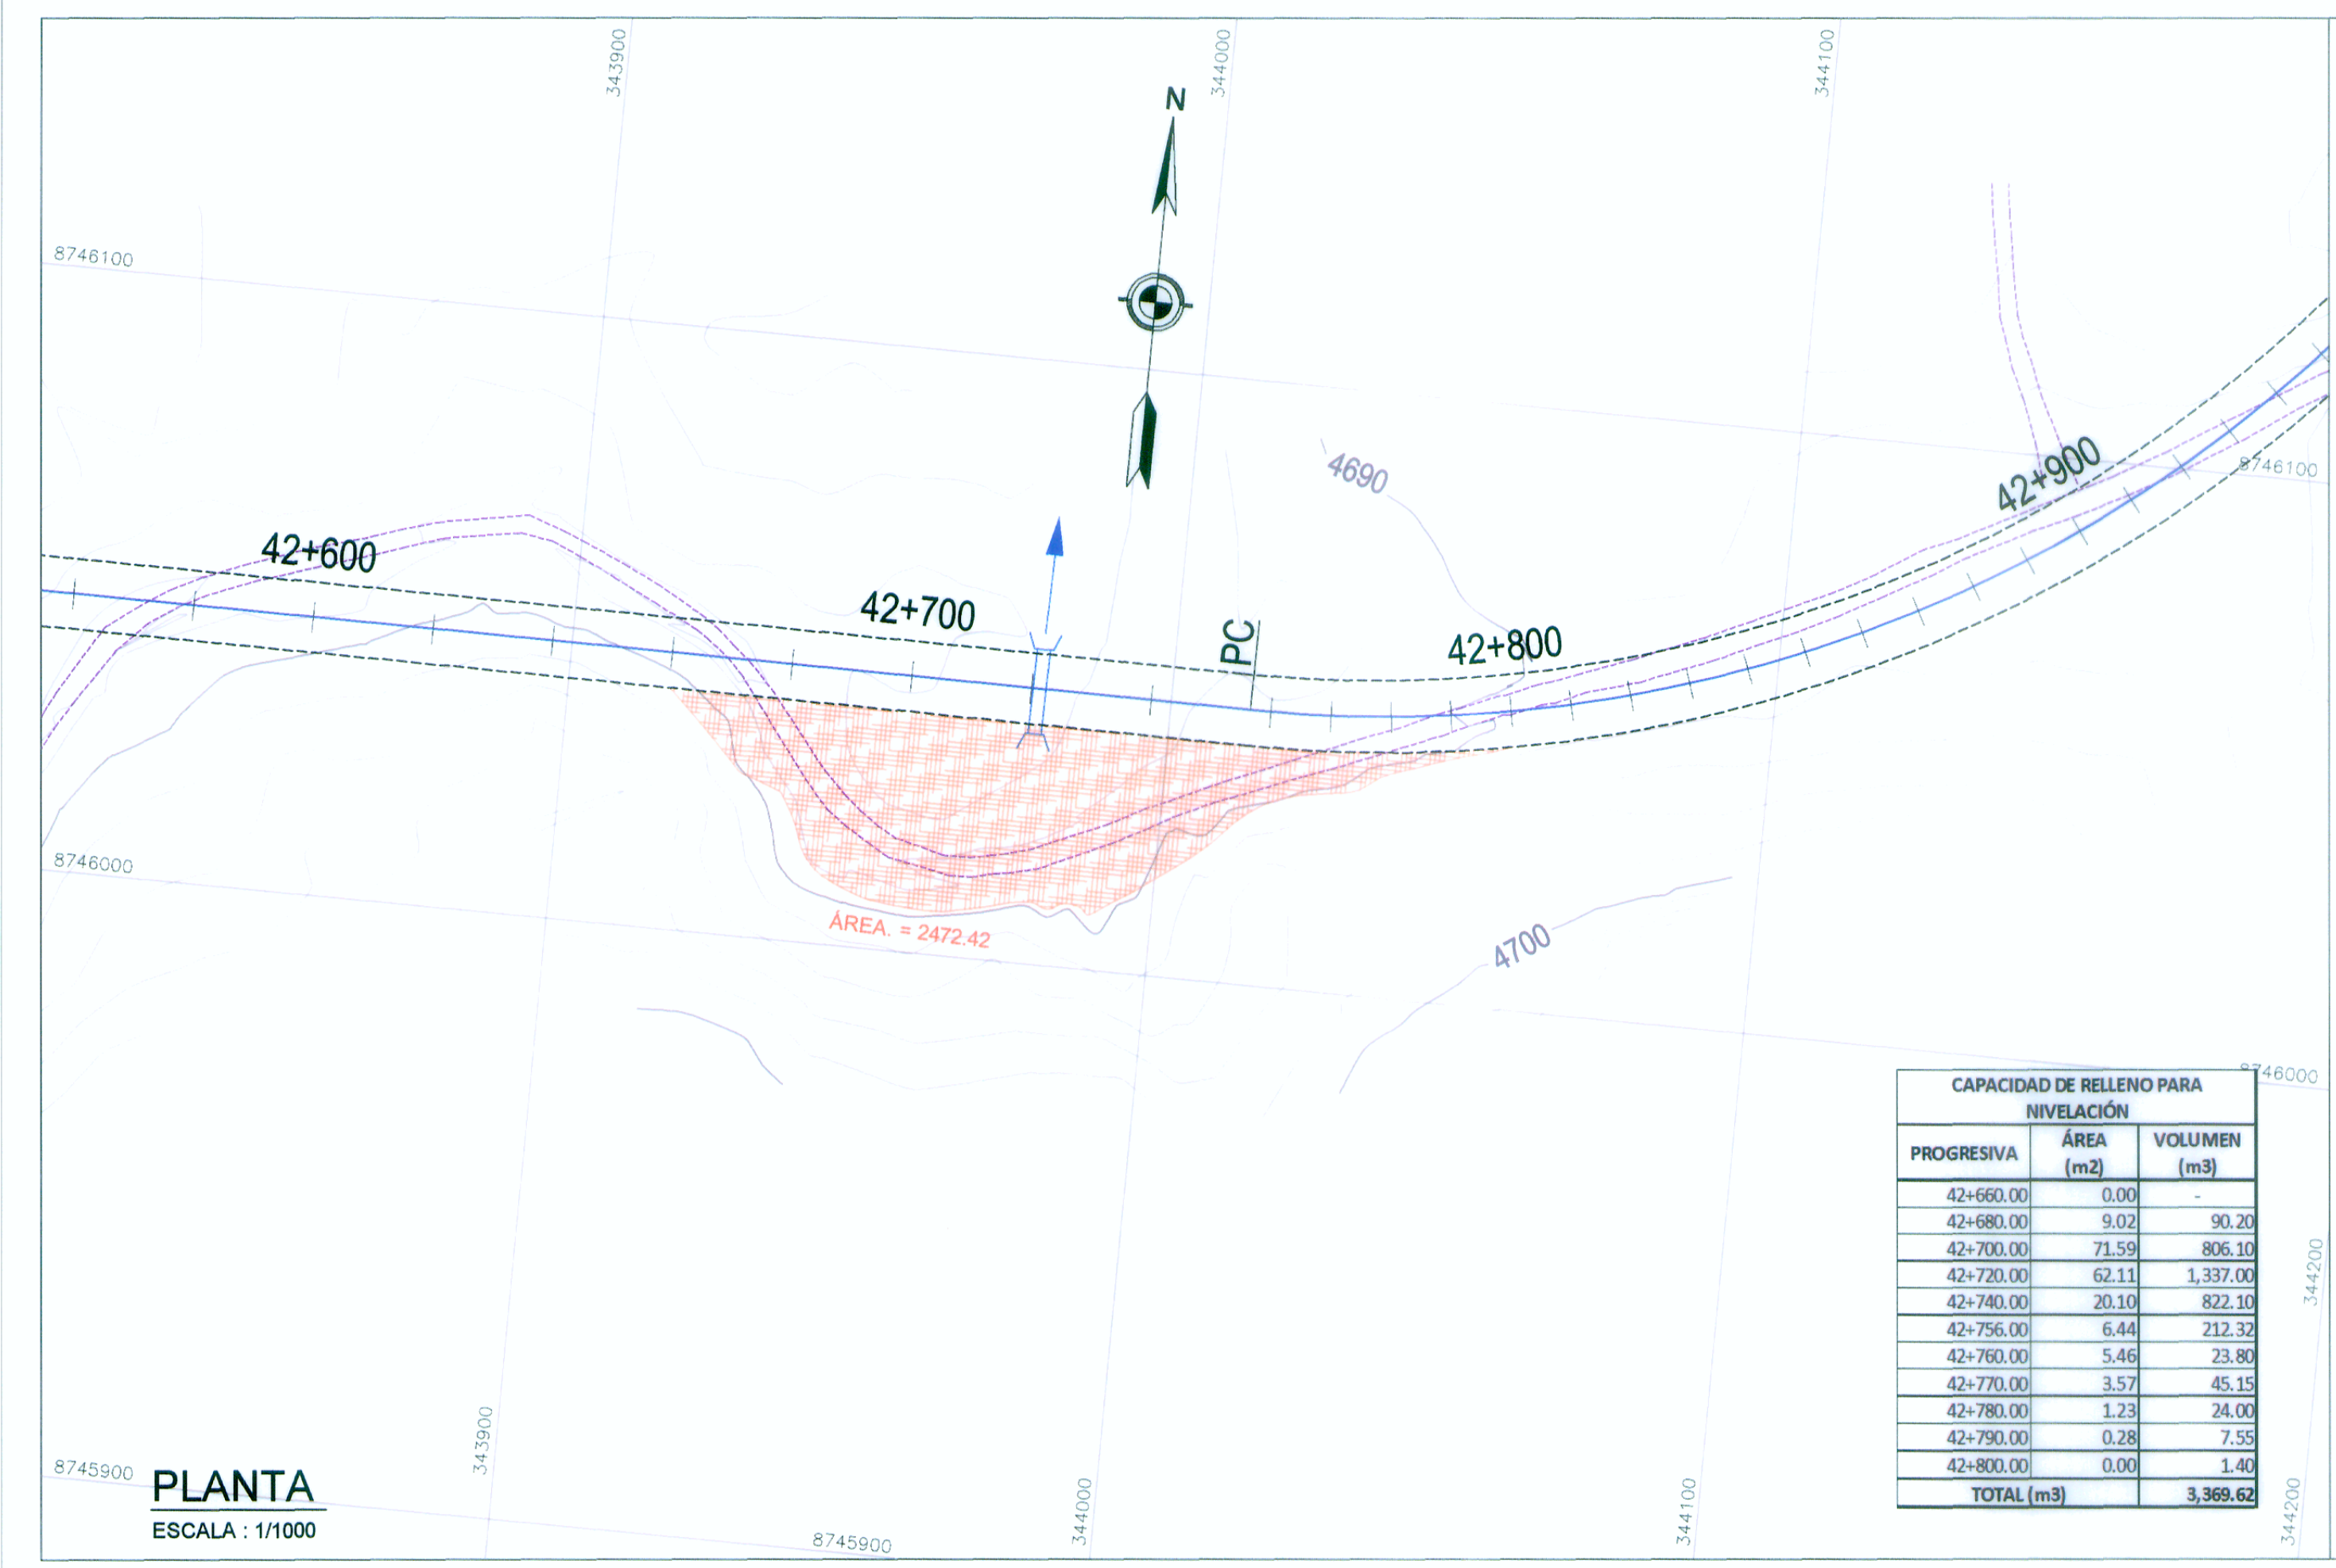 343900
344000
344100
N
8746100
4690
42+900
8746100
42+600
42+700
PC
42+800
8746000
ÁREA. = 2472.42
4700
8746000
CAPACIDAD DE RELLENO PARA
NIVELACIÓN
PROGRESIVA ÁREA (m2) VOLUMEN (m3)
42+660.00 0.00 -
42+680.00 9.02 90.20
42+700.00 71.59 806.10
42+720.00 62.11 1,337.00
42+740.00 20.10 822.10
42+756.00 6.44 212.32
42+760.00 5.46 23.80
42+770.00 3.57 45.15
42+780.00 1.23 24.00
42+790.00 0.28 7.55
42+800.00 0.00 1.40
TOTAL (m3) 3,369.62
344200
343900
8745900
PLANTA
ESCALA : 1/1000
8745900
344000
344100
344200